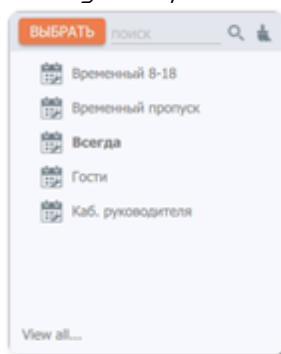 ВЫБРАТЬ поиск
Временный 8-18
Временный пропуск
Всегда
Гости
Каб. руководителя
View all...